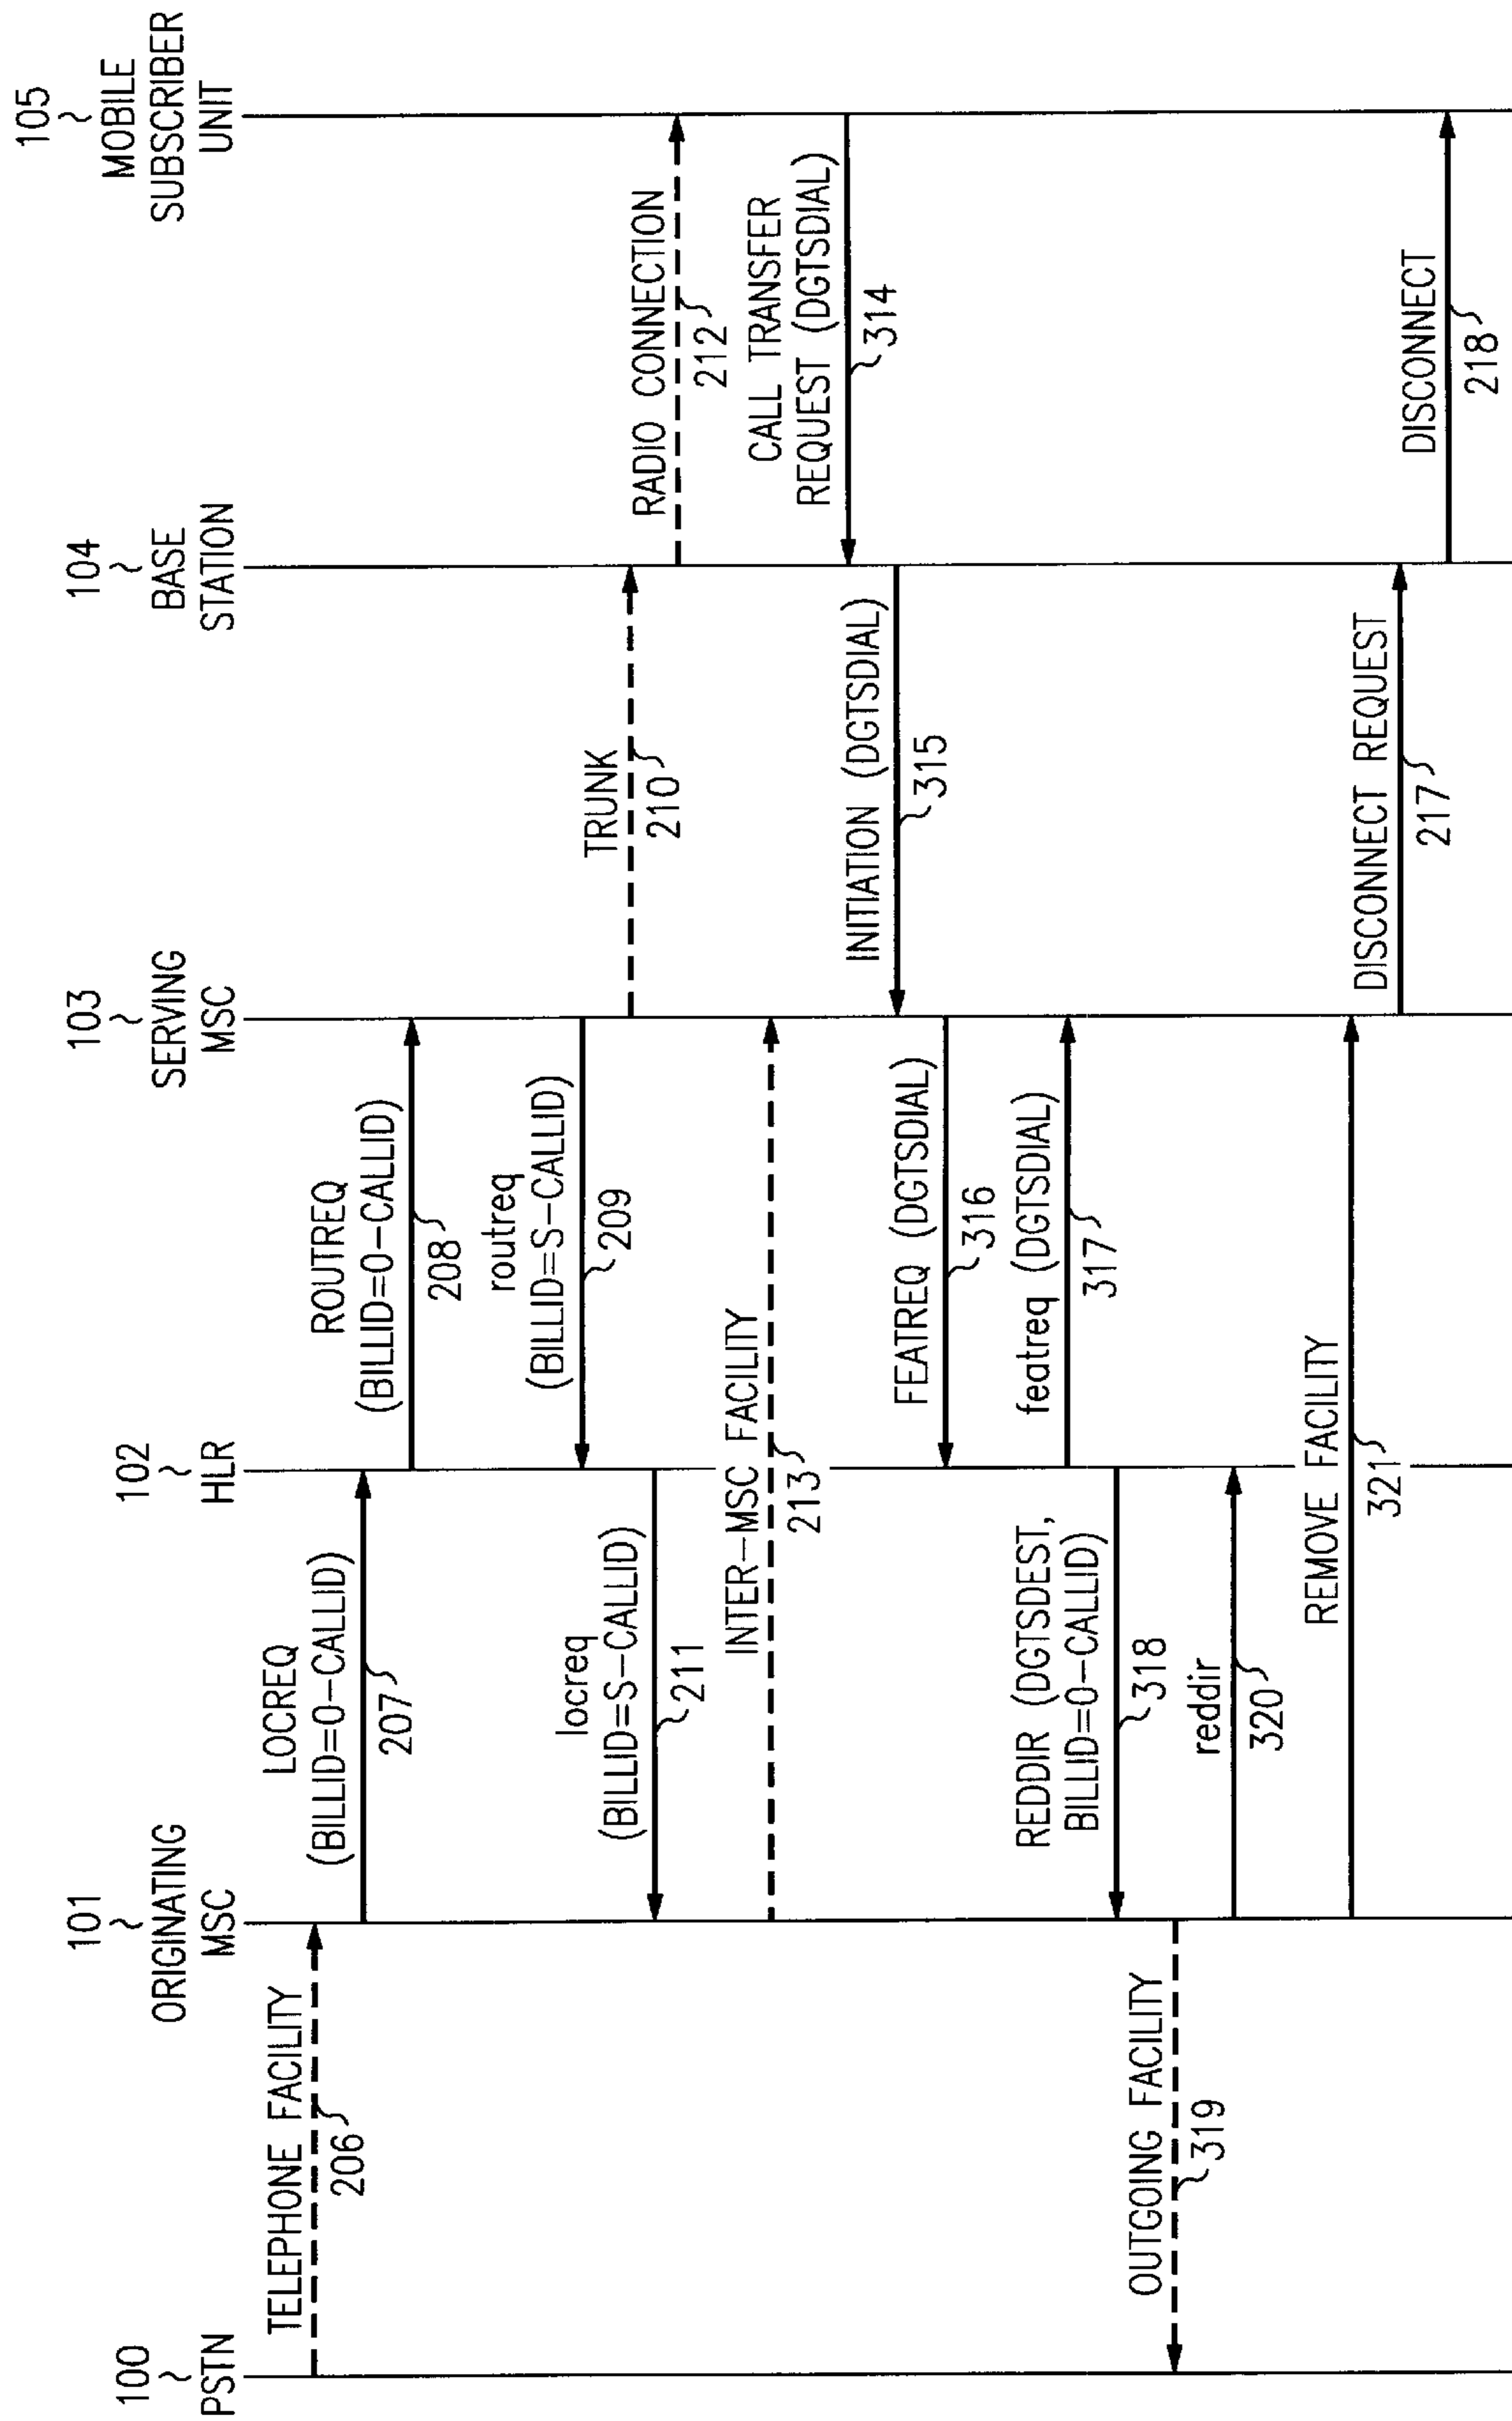 100
PSTN
101
ORIGINATING
MSC
102
HLR
103
SERVING
MSC
104
BASE
STATION
105
MOBILE
SUBSCRIBER
UNIT
TELEPHONE FACILITY
206
LOCREQ
(BILLID=O-CALLID)
207
ROUTREQ
(BILLID=O-CALLID)
208
routreq
(BILLID=S-CALLID)
209
TRUNK
210
locreq
(BILLID=S-CALLID)
211
RADIO CONNECTION
212
INTER-MSC FACILITY
213
CALL TRANSFER
REQUEST (DGTSDIAL)
314
INITIATION (DGTSDIAL)
315
FEATREQ (DGTSDIAL)
316
featreq (DGTSDIAL)
317
REDDIR (DGTSDEST,
BILLID=O-CALLID)
318
OUTGOING FACILITY
319
reddir
320
REMOVE FACILITY
321
DISCONNECT REQUEST
217
DISCONNECT
218